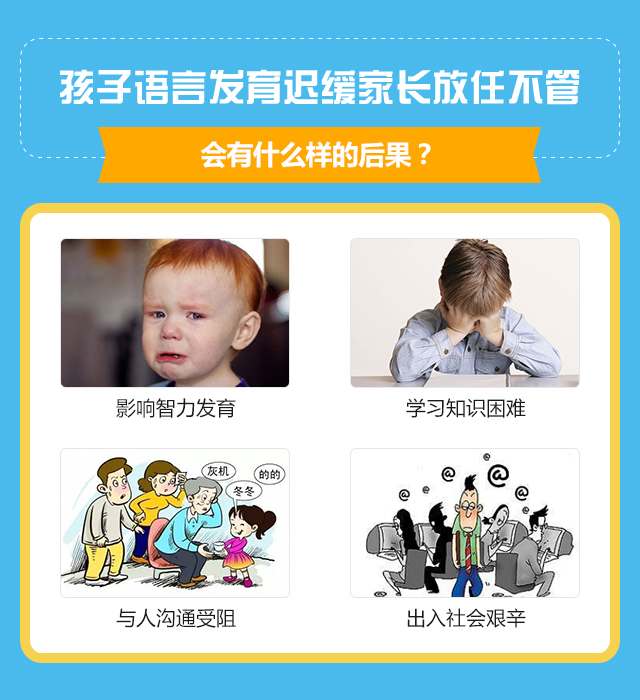 孩子语言发育迟缓家长放任不管
会有什么样的后果？
影响智力发育
学习知识困难
灰机
的的
冬冬
@ @ @ @ @
与人沟通受阻
出入社会艰辛